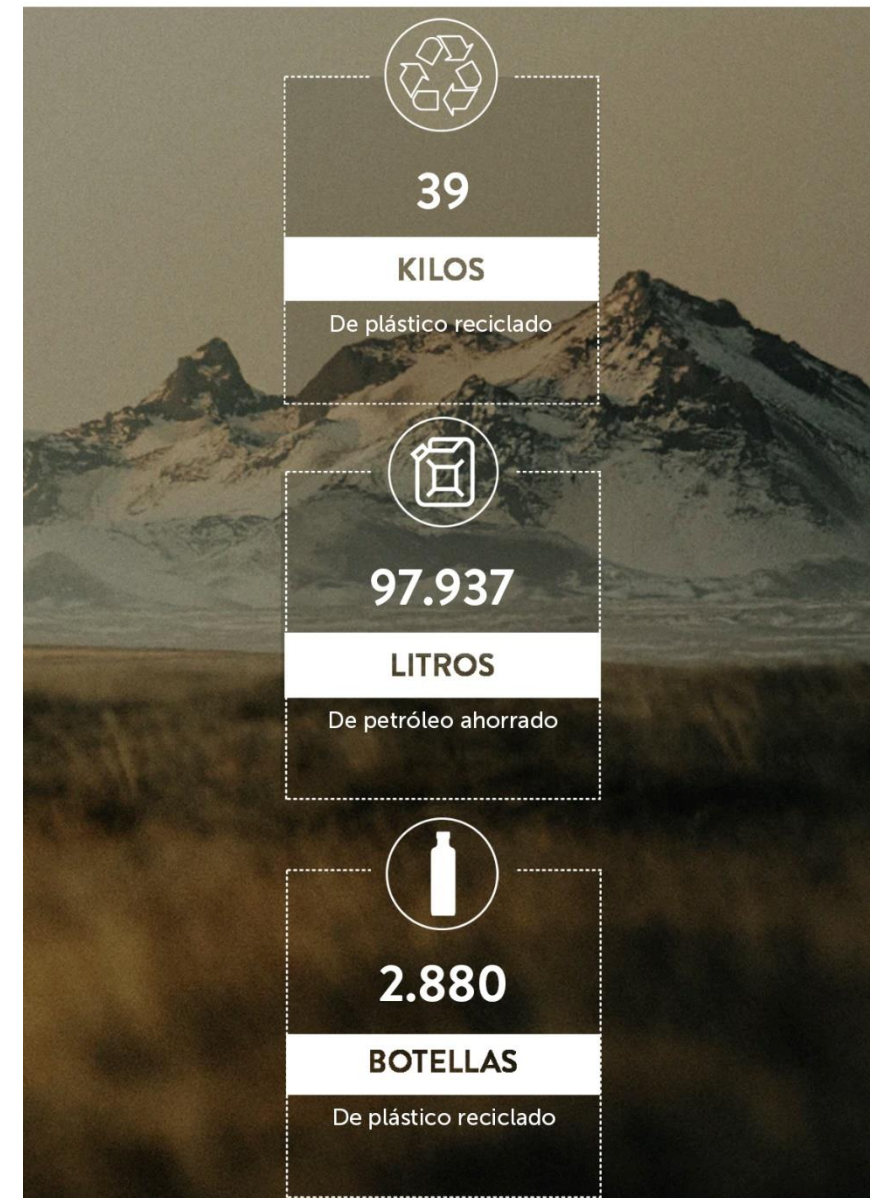 39
KILOS
De plástico reciclado
97.937
LITROS
De petróleo ahorrado
2.880
BOTELLAS
De plástico reciclado